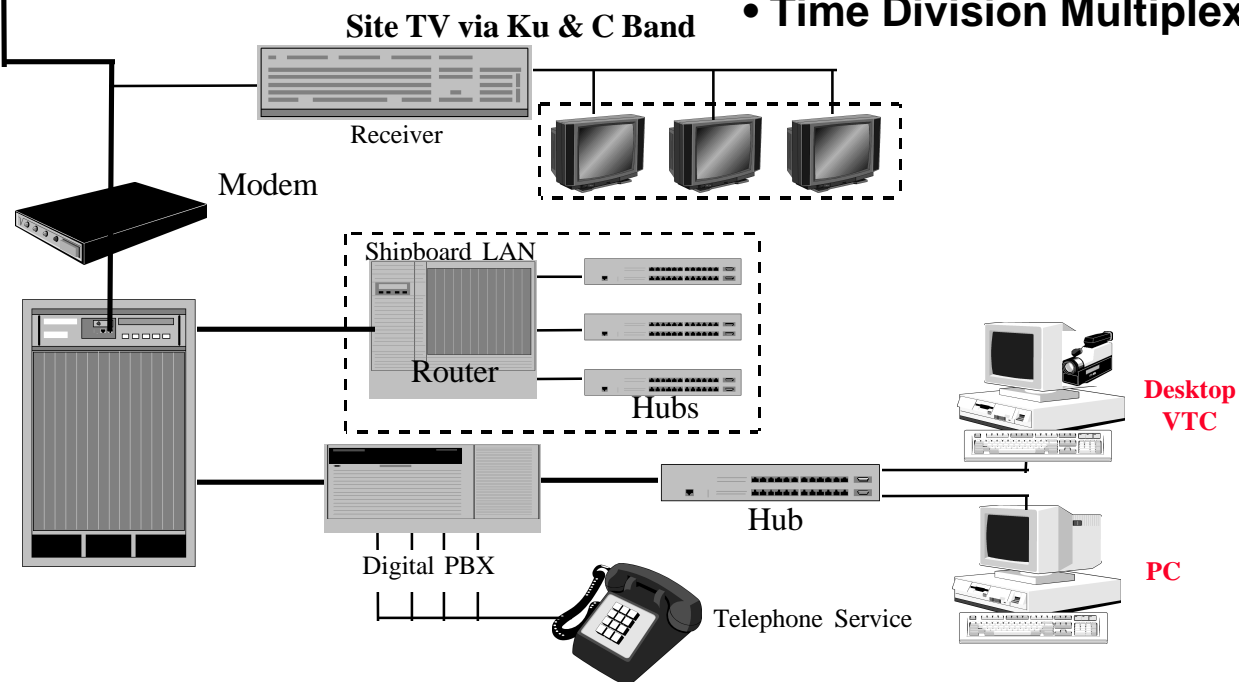 Site TV via Ku & C Band
• Time Division Multiplex
Receiver
Modem
Shipboard LAN
Router
Hubs
Desktop
VTC
Hub
Digital PBX
PC
Telephone Service